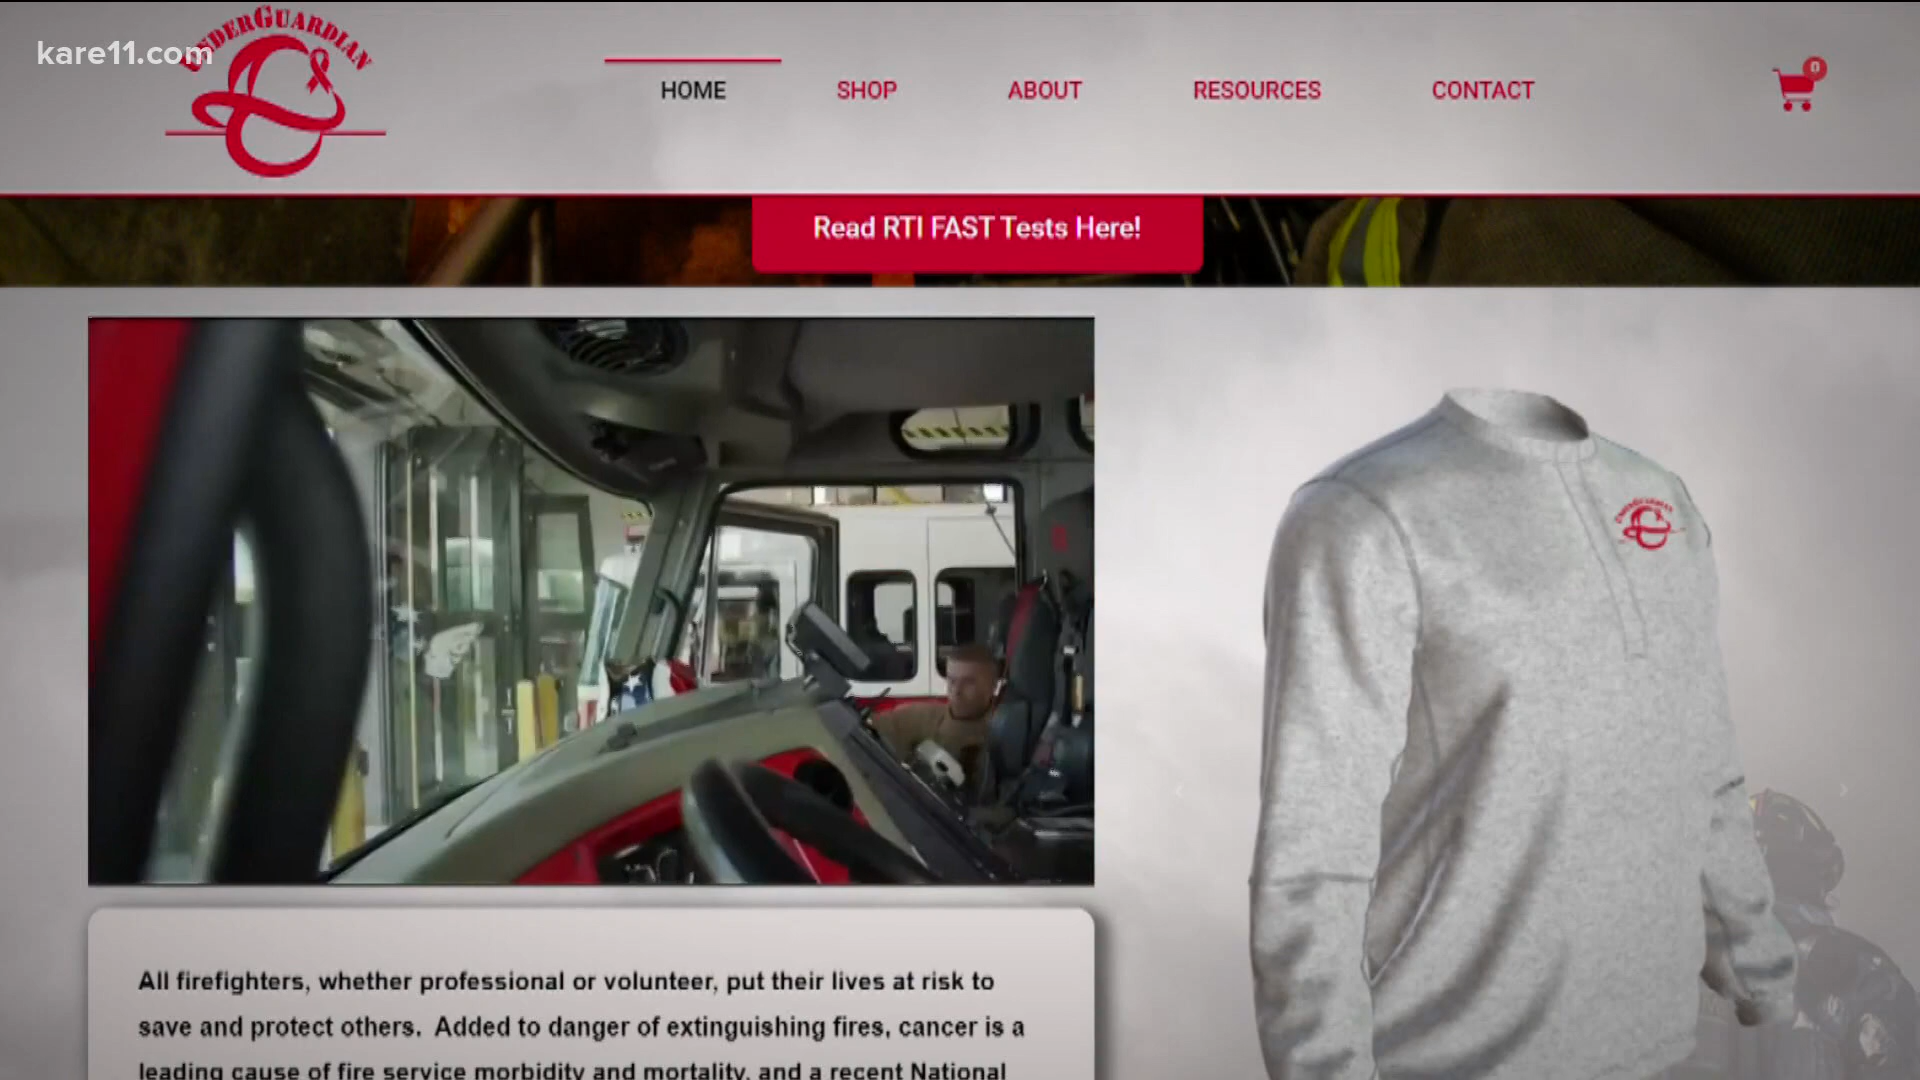 kare11.com
UNDERGUARDIAN
HOME
SHOP
ABOUT
RESOURCES
CONTACT
0
Read RTI FAST Tests Here!
UNDERGUARDIAN
All firefighters, whether professional or volunteer, put their lives at risk to
save and protect others. Added to danger of extinguishing fires, cancer is a
leading cause of fire service morbidity and mortality, and a recent National